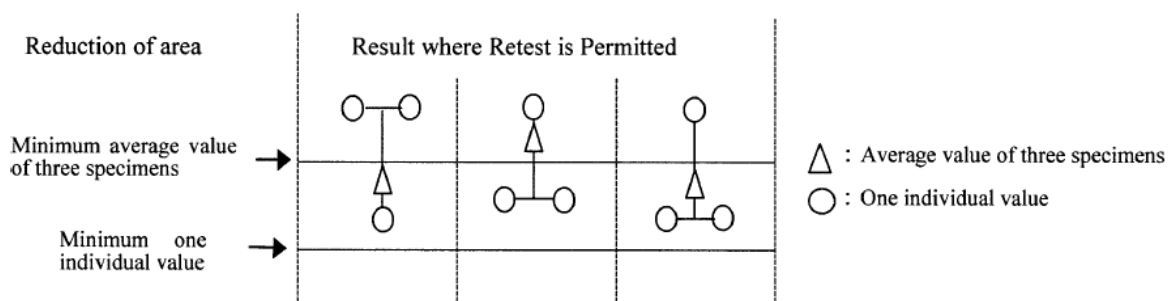 Reduction of area
Result where Retest is Permitted
Minimum average value
of three specimens
Minimum one
individual value
: Average value of three specimens
: One individual value